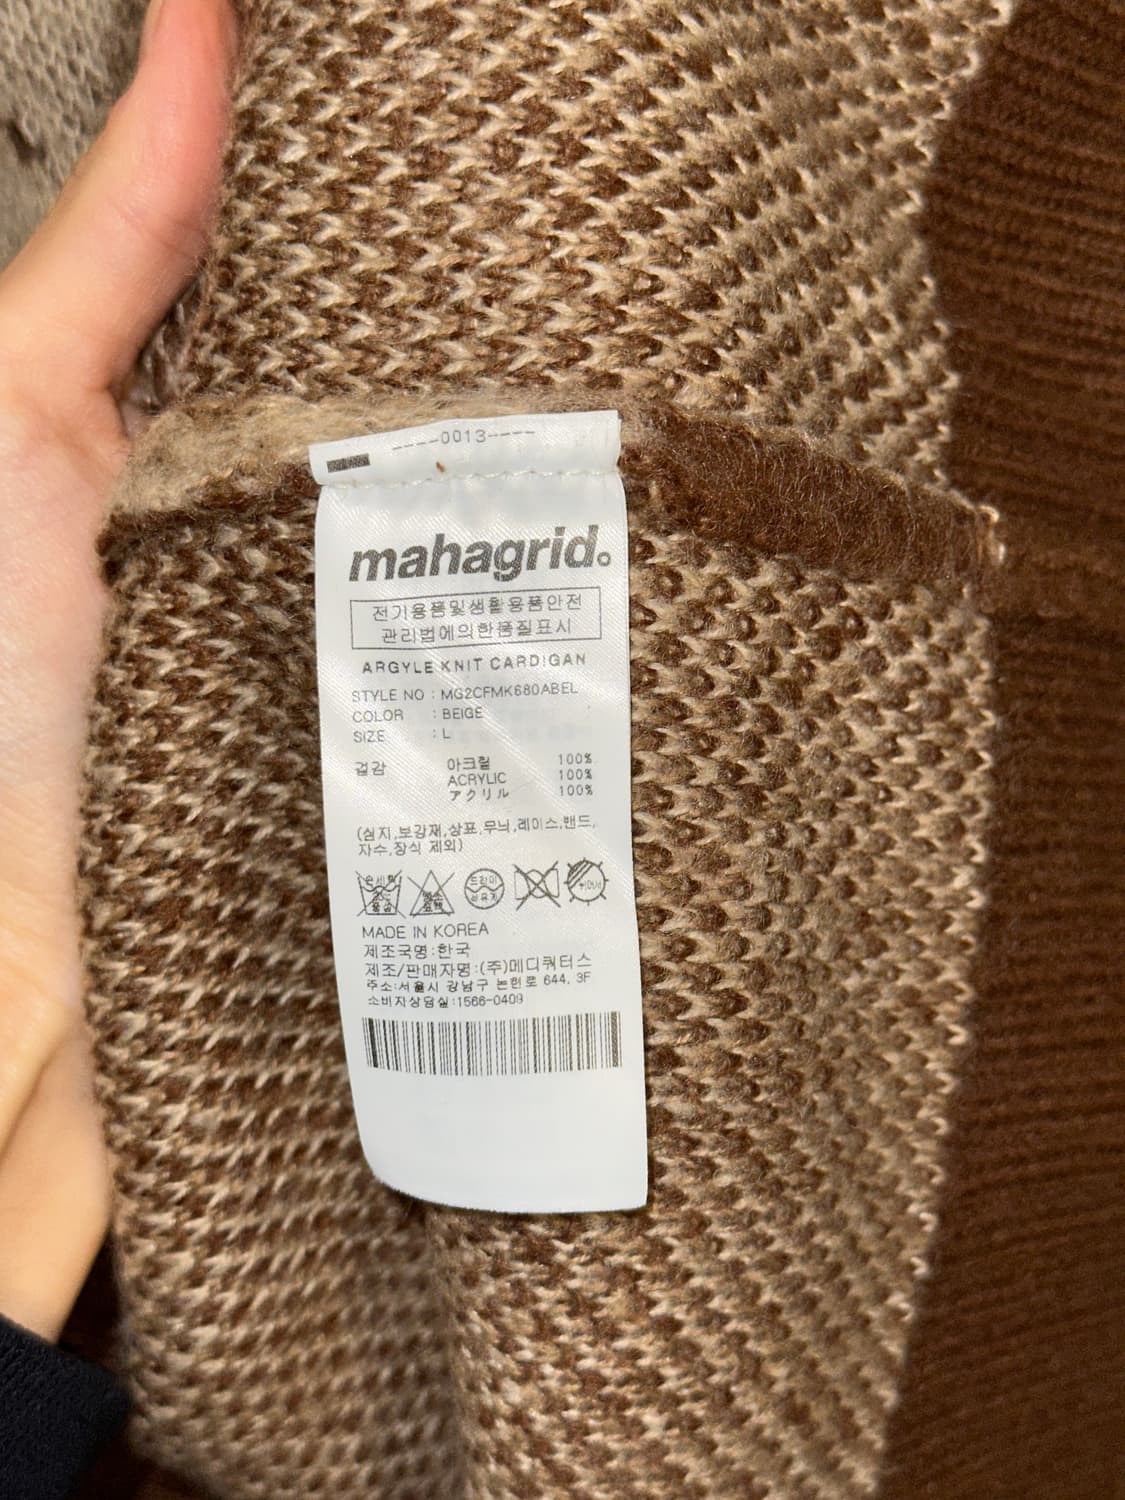 ----0013----
mahagrid
전기용품및생활용품안전
관리법에의한품질표시
ARGYLE KNIT CARDIGAN
STYLE NO : MG2CFMK680ABEL
COLOR : BEIGE
SIZE : L
겉감 아크릴 100%
ACRYLIC 100%
アクリル 100%
(심지,보강재,상표,무늬,레이스,밴드,
자수,장식 제외)
드라이
MADE IN KOREA
제조국명:한국
제조/판매자명:(주)메디쿼터스
주소:서울시 강남구 논현로 644, 3F
소비자상담실:1566-0409